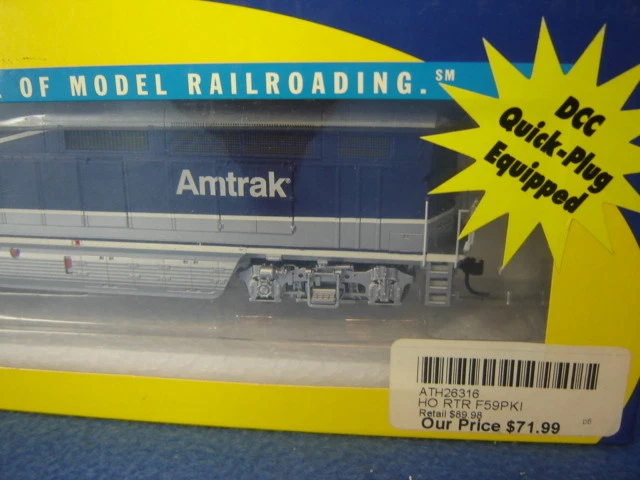 L OF MODEL RAILROADING.℠
DCC
Quick-Plug
Equipped
Amtrak
ATH26316
HO RTR F59PKI
Retail $89.98
Our Price $71.99